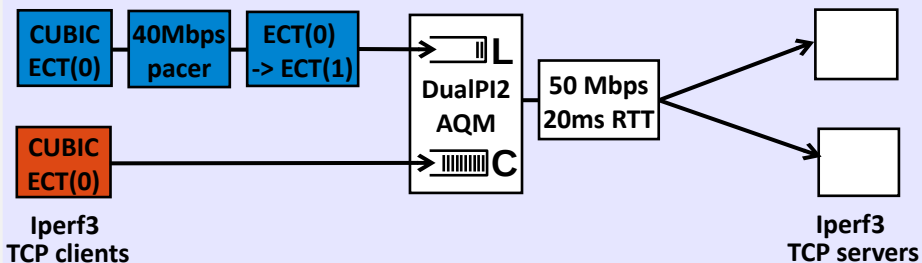 CUBIC
ECT(0)
40Mbps
pacer
ECT(0)
-> ECT(1)
L
DualPI2
AQM
C
50 Mbps
20ms RTT
CUBIC
ECT(0)
Iperf3
TCP clients
Iperf3
TCP servers